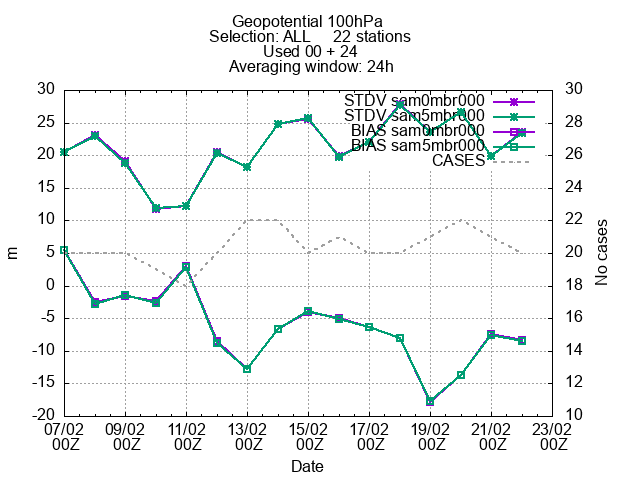 Geopotential 100hPa
Selection: ALL     22 stations
Used 00 + 24
Averaging window: 24h
30 30
STDV sam0mbr000
25 28
STDV sam5mbr000
20 26
BIAS sam0mbr000
15 24
BIAS sam5mbr000
10 22
CASES
5 20
0 18
-5 16
-10 14
-15 12
-20 10
m
No cases
07/02 09/02 11/02 13/02 15/02 17/02 19/02 21/02 23/02
00Z 00Z 00Z 00Z 00Z 00Z 00Z 00Z 00Z
Date